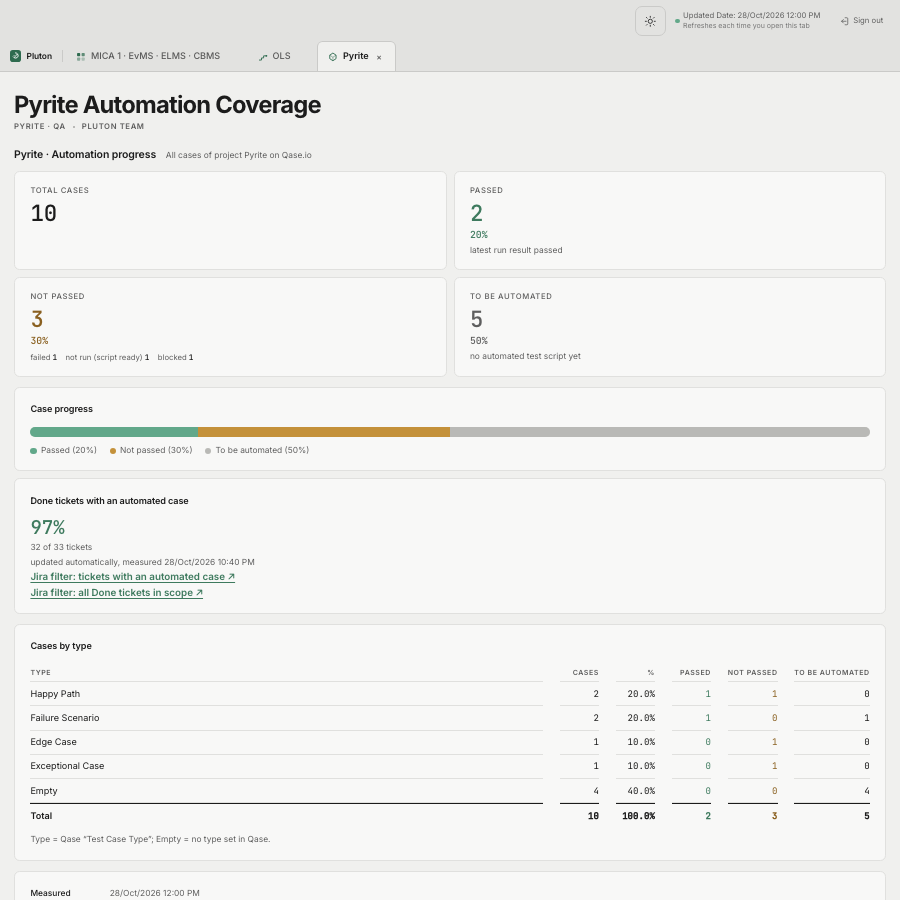 Updated Date: 28/Oct/2026 12:00 PM
Refreshes each time you open this tab
Sign out
Pluton
MICA 1 · EvMS · ELMS · CBMS
OLS
Pyrite ×
Pyrite Automation Coverage
PYRITE · QA · PLUTON TEAM
Pyrite · Automation progress All cases of project Pyrite on Qase.io
TOTAL CASES
10
PASSED
2
20%
latest run result passed
NOT PASSED
3
30%
failed 1 not run (script ready) 1 blocked 1
TO BE AUTOMATED
5
50%
no automated test script yet
Case progress
Passed (20%) Not passed (30%) To be automated (50%)
Done tickets with an automated case
97%
32 of 33 tickets
updated automatically, measured 28/Oct/2026 10:40 PM
Jira filter: tickets with an automated case ↗
Jira filter: all Done tickets in scope ↗
Cases by type
TYPE CASES % PASSED NOT PASSED TO BE AUTOMATED
Happy Path 2 20.0% 1 1 0
Failure Scenario 2 20.0% 1 0 1
Edge Case 1 10.0% 0 1 0
Exceptional Case 1 10.0% 0 1 0
Empty 4 40.0% 0 0 4
Total 10 100.0% 2 3 5
Type = Qase “Test Case Type”; Empty = no type set in Qase.
Measured 28/Oct/2026 12:00 PM